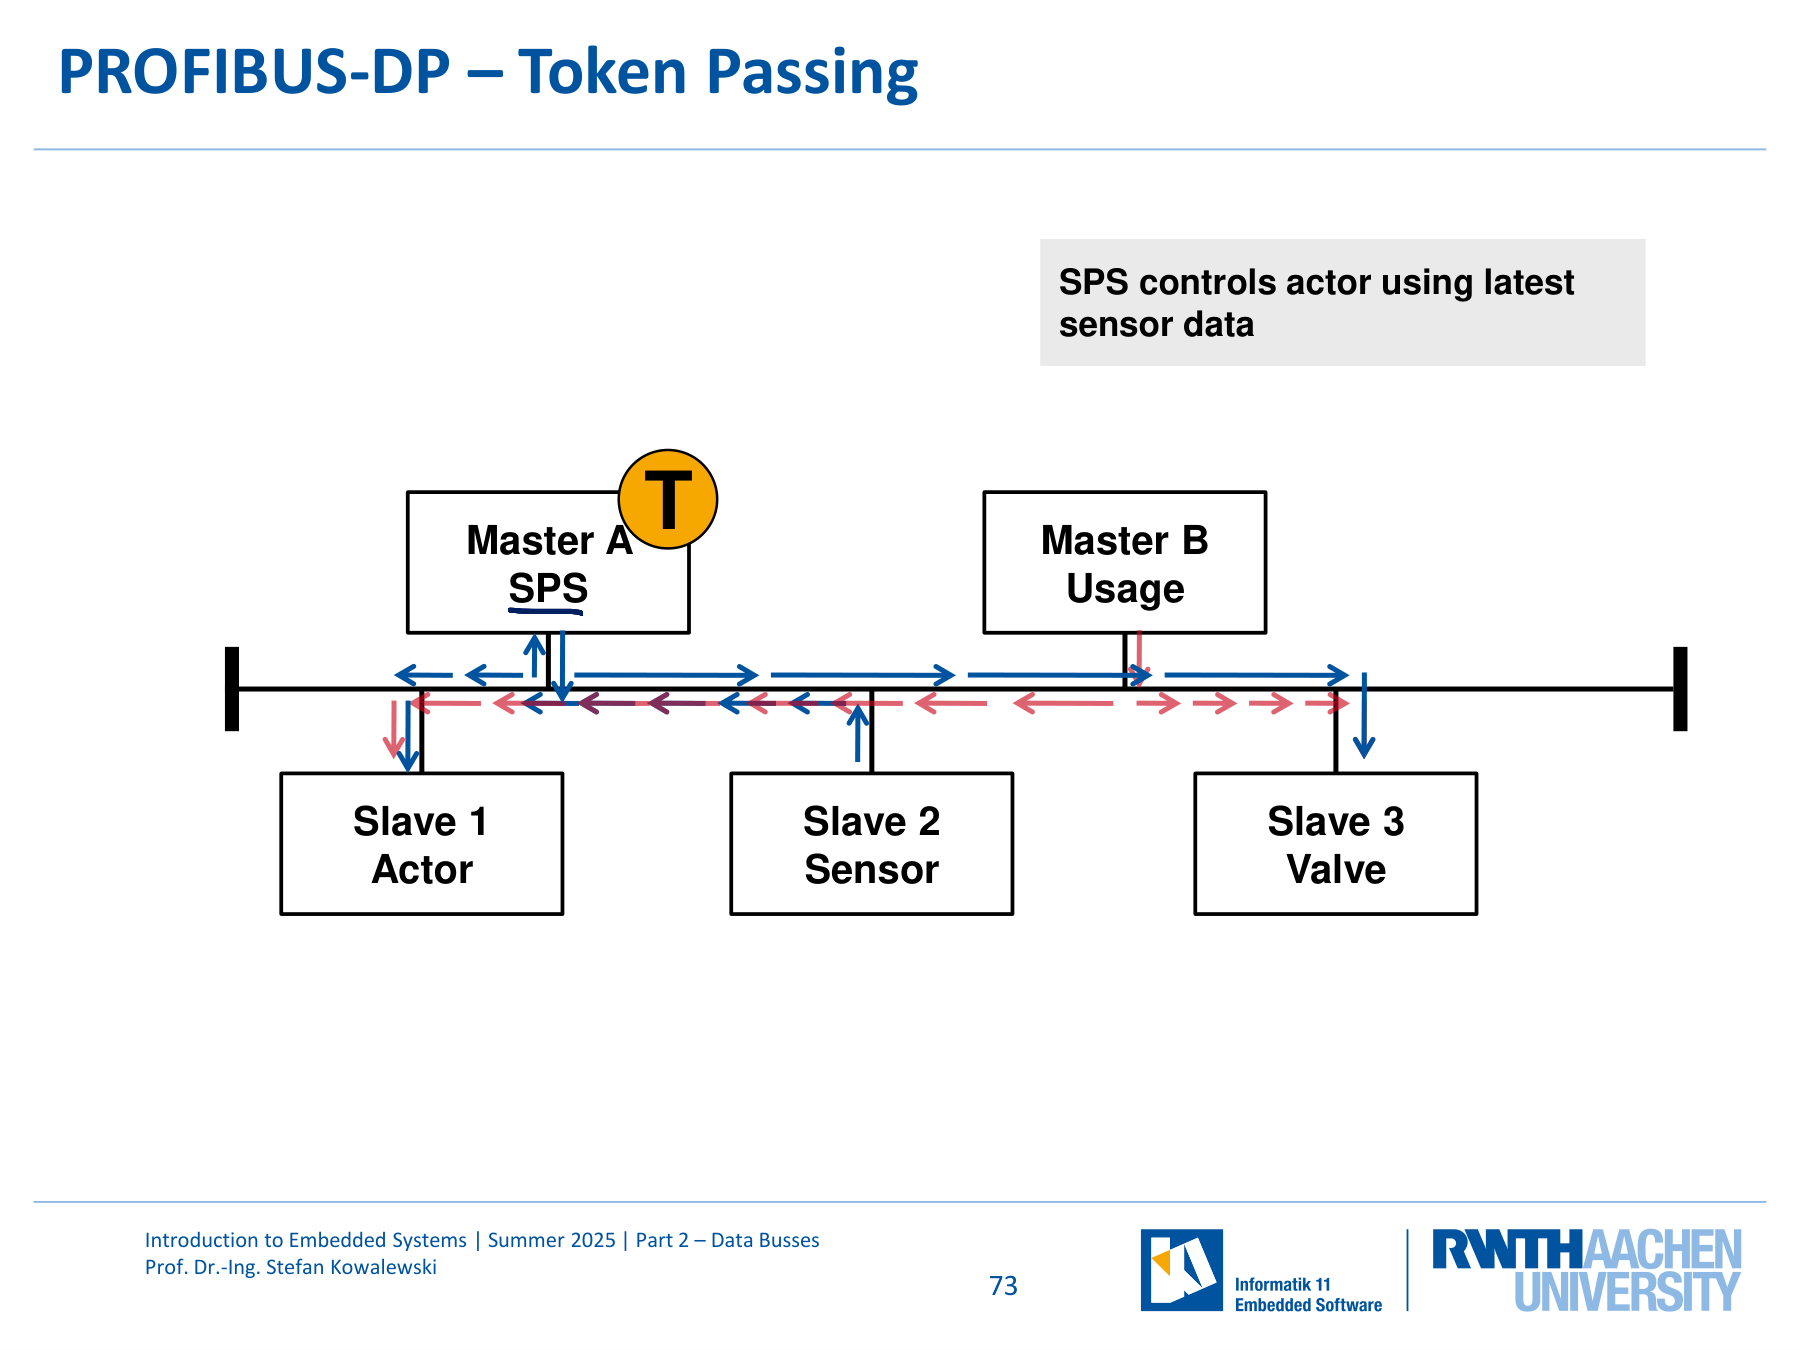 PROFIBUS-DP – Token Passing
SPS controls actor using latest
sensor data
T
Master A
SPS
Master B
Usage
Slave 1
Actor
Slave 2
Sensor
Slave 3
Valve
Introduction to Embedded Systems | Summer 2025 | Part 2 – Data Busses
Prof. Dr.-Ing. Stefan Kowalewski
73
Informatik 11
Embedded Software
RWTHAACHEN
UNIVERSITY